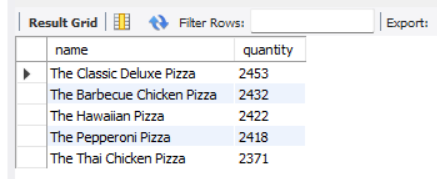 Result Grid Filter Rows: Export:
name quantity
The Classic Deluxe Pizza 2453
The Barbecue Chicken Pizza 2432
The Hawaiian Pizza 2422
The Pepperoni Pizza 2418
The Thai Chicken Pizza 2371